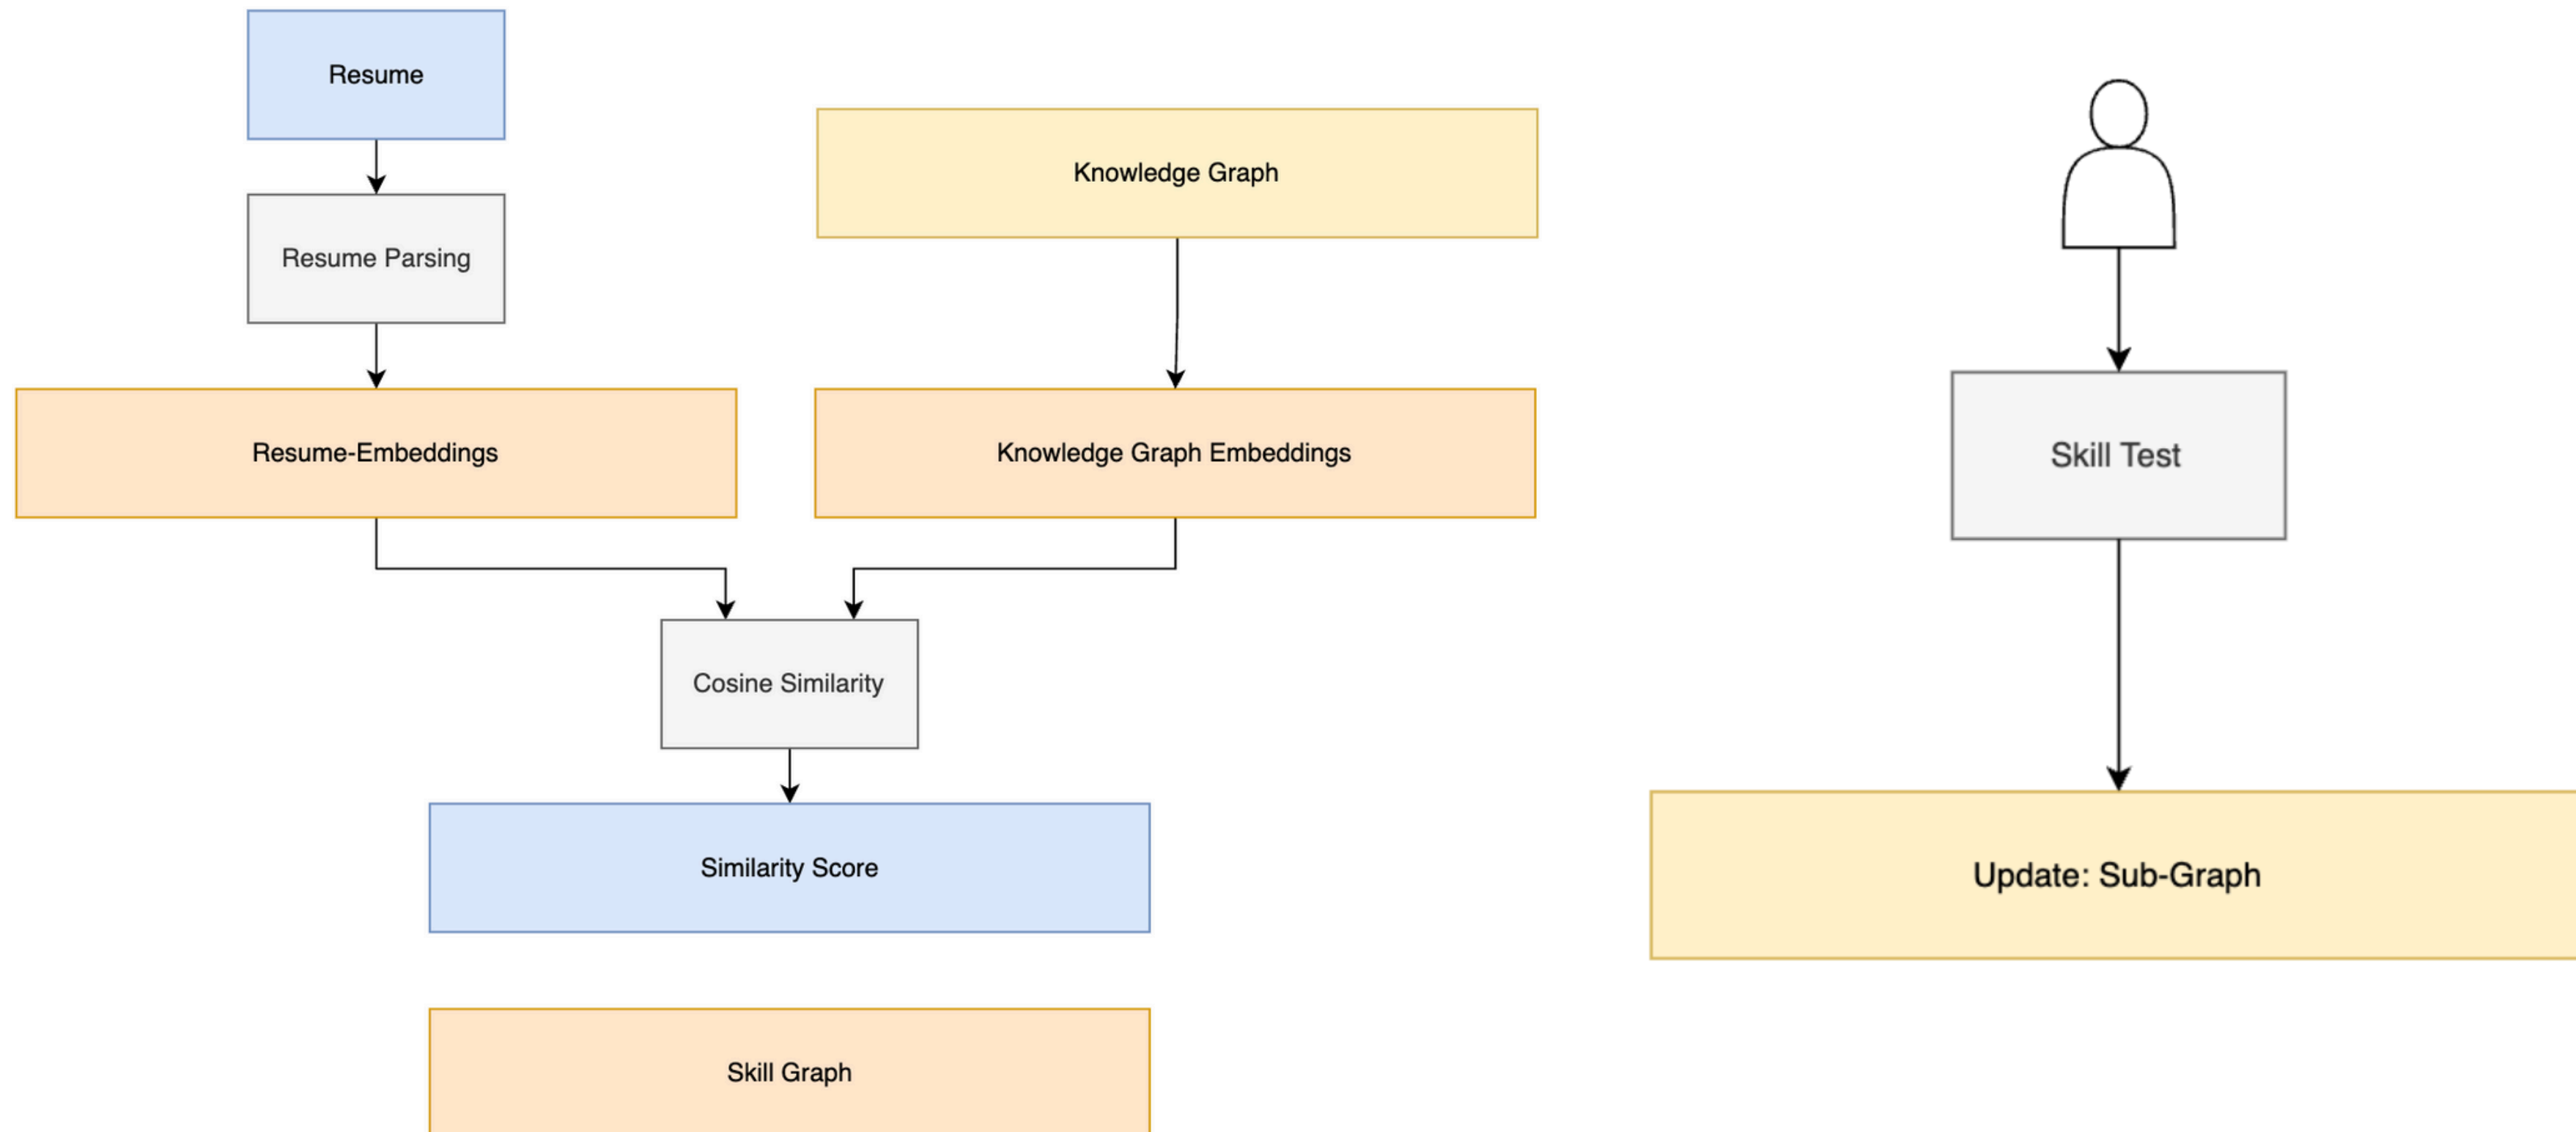 Resume
Knowledge Graph
Resume Parsing
Resume-Embeddings
Knowledge Graph Embeddings
Cosine Similarity
Similarity Score
Skill Graph
Skill Test
Update: Sub-Graph